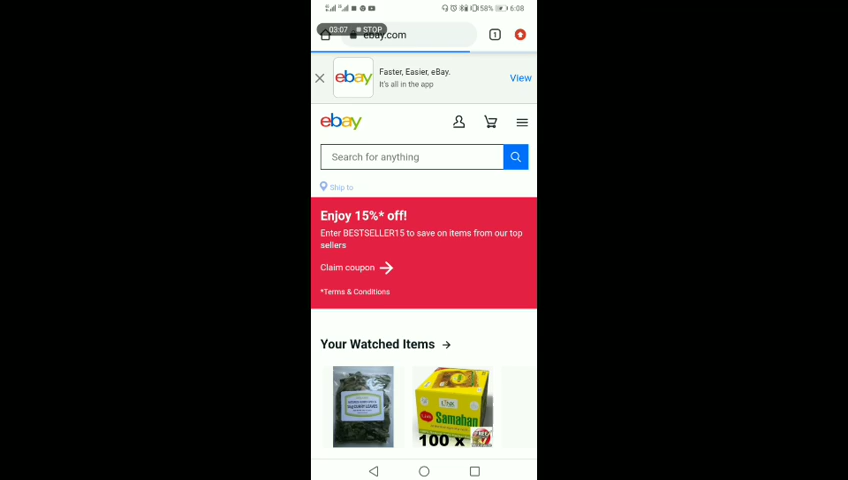 58% 6:08
03:07 STOP
ebay.com
1
ebay
Faster, Easier, eBay.
It's all in the app
View
ebay
Search for anything
Ship to
Enjoy 15%* off!
Enter BESTSELLER15 to save on items from our top
sellers
Claim coupon
*Terms & Conditions
Your Watched Items
LINK
Link
Samahan
100 x